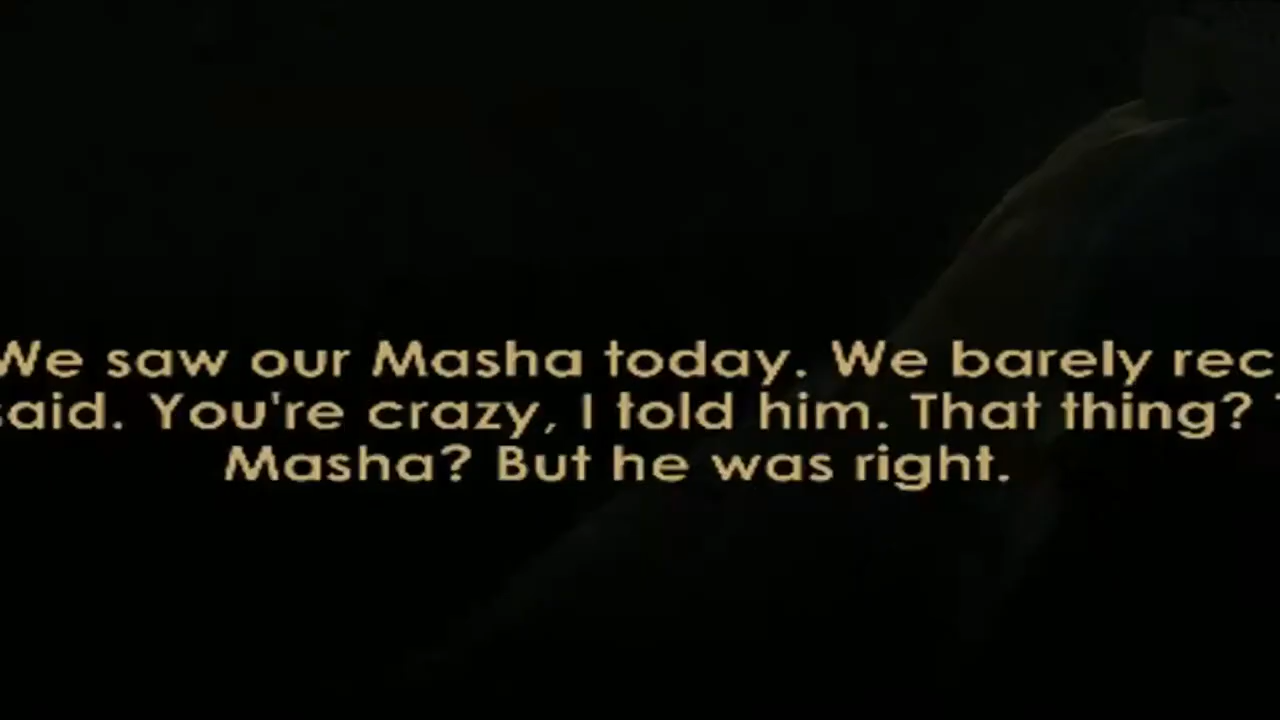 We saw our Masha today. We barely rec
said. You're crazy, I told him. That thing?
Masha? But he was right.